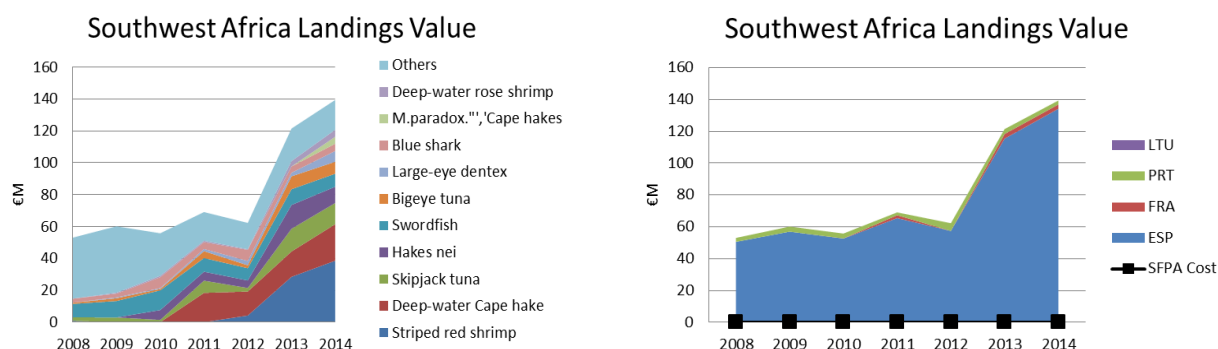 Southwest Africa Landings Value
160
140
120
100
80
60
40
20
0
€M
2008 2009 2010 2011 2012 2013 2014
Others
Deep-water rose shrimp
M.paradox."','Cape hakes
Blue shark
Large-eye dentex
Bigeye tuna
Swordfish
Hakes nei
Skipjack tuna
Deep-water Cape hake
Striped red shrimp
Southwest Africa Landings Value
160
140
120
100
80
60
40
20
0
€M
2008 2009 2010 2011 2012 2013 2014
LTU
PRT
FRA
ESP
SFPA Cost